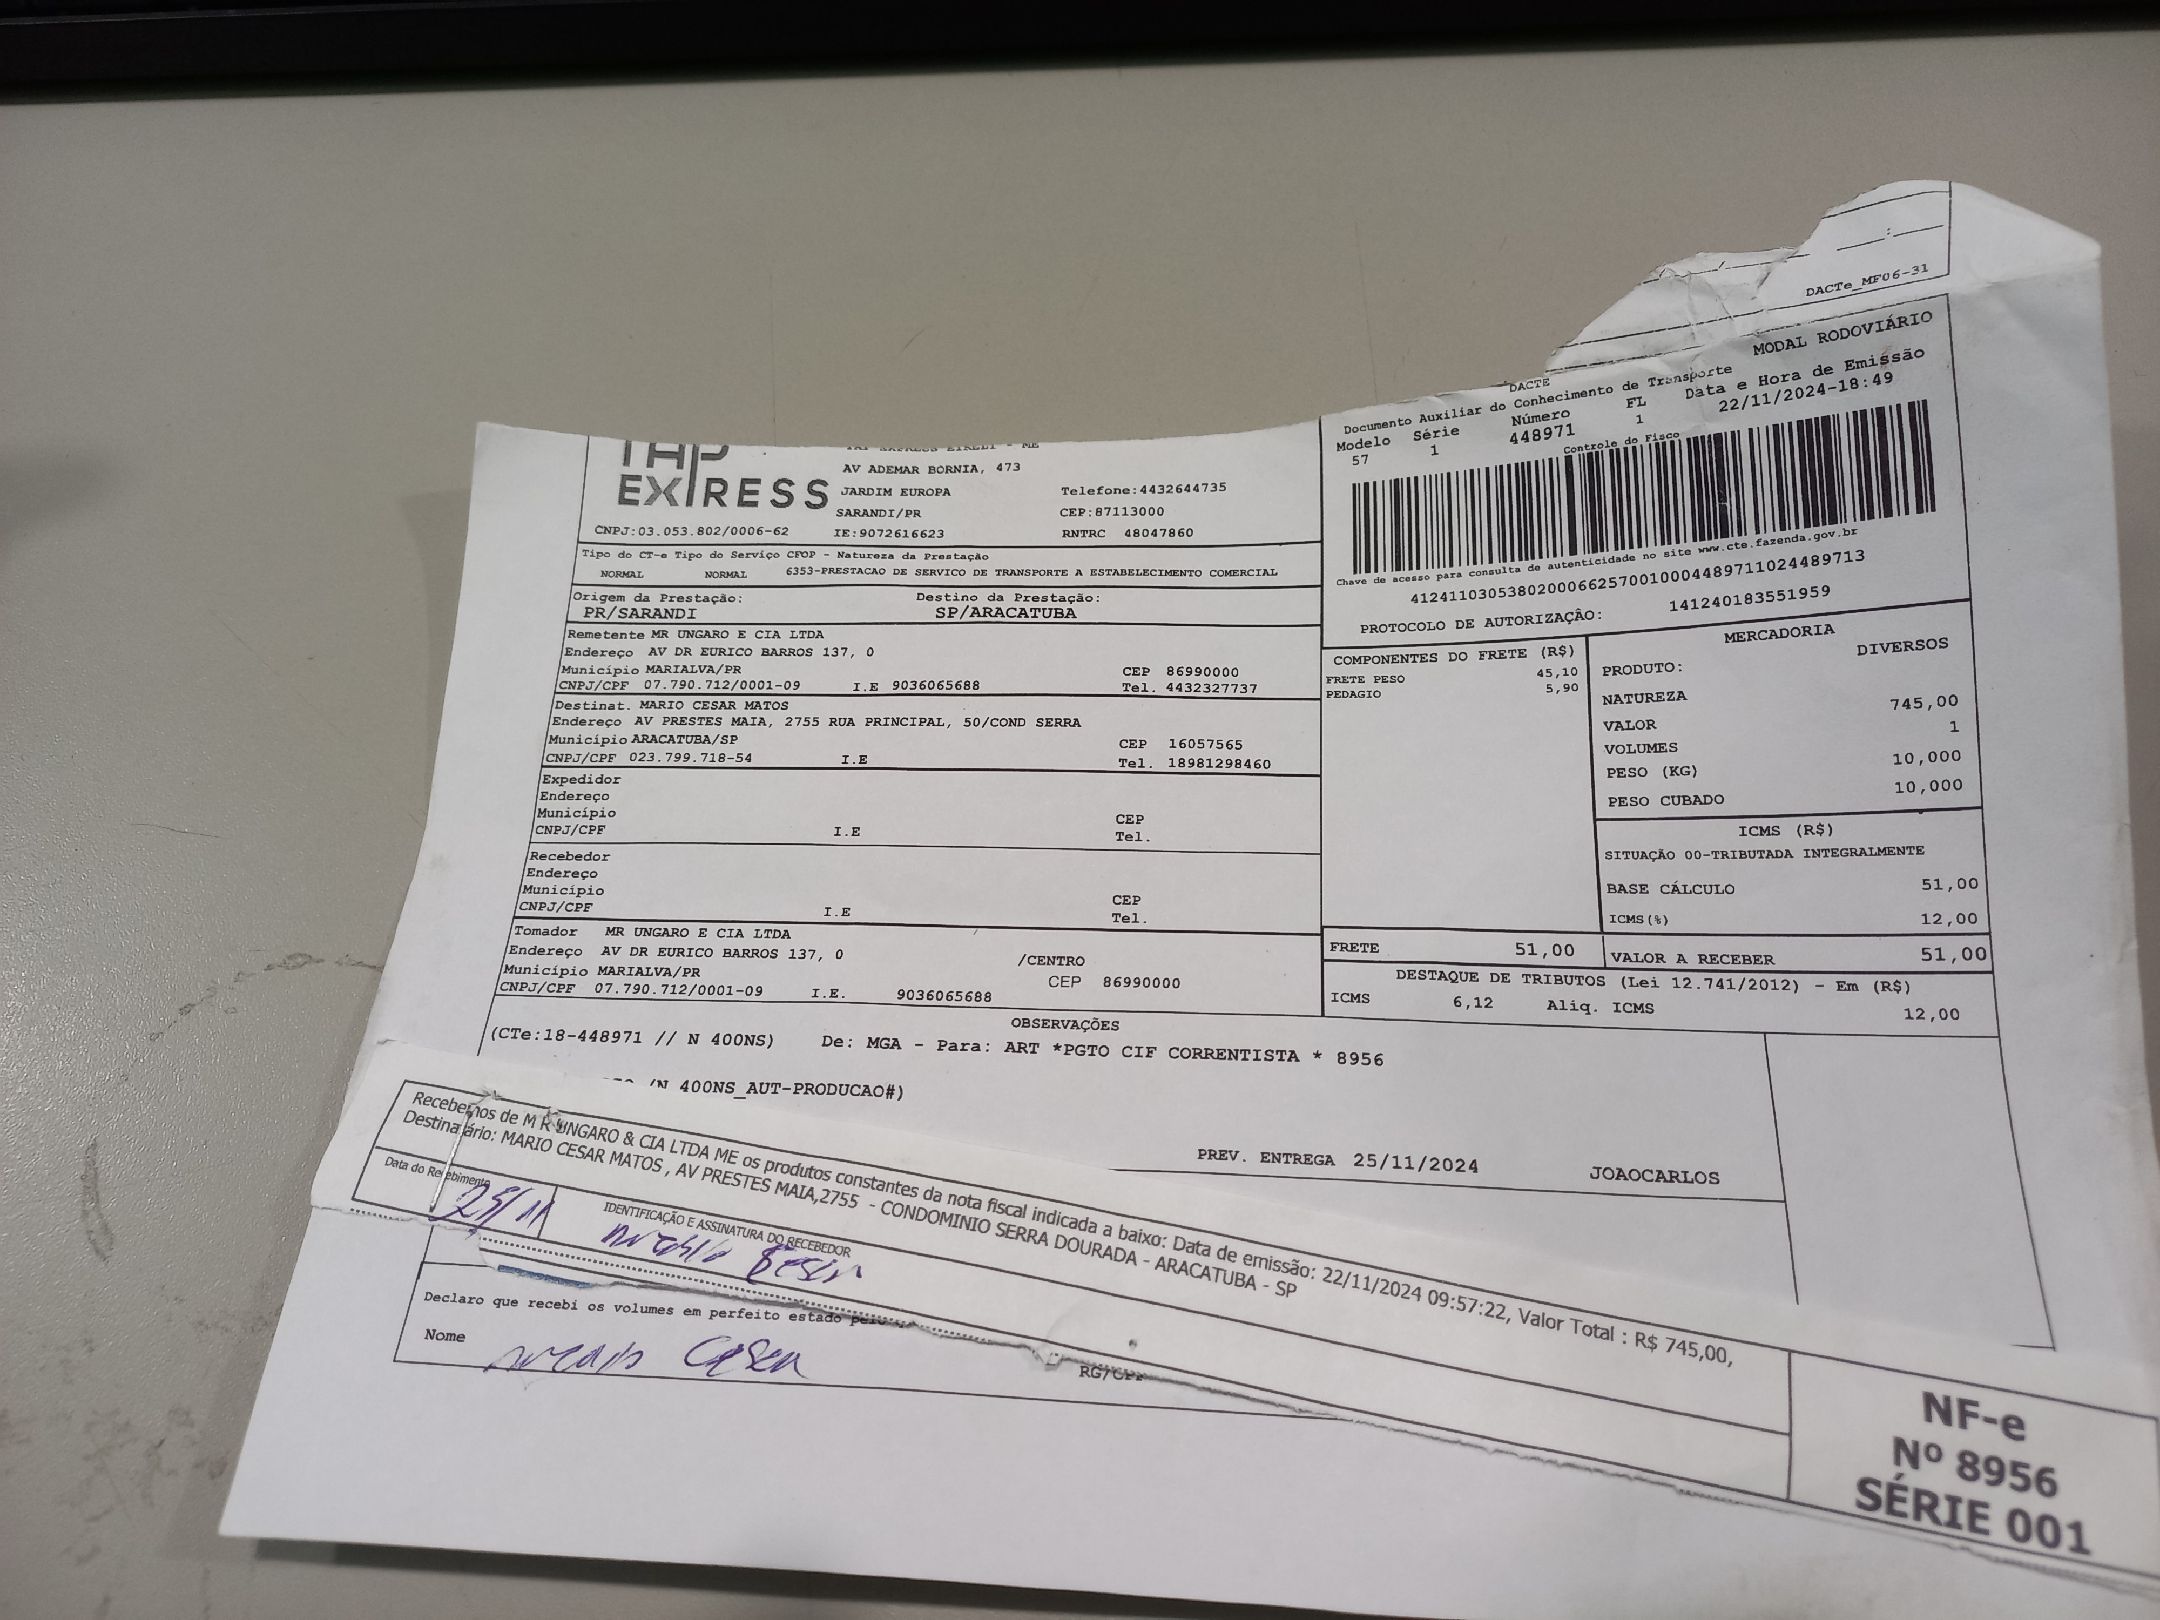 DACTe_MF06-31
TAP
EXPRESS
TAP EXPRESS EIRELI - ME
AV ADEMAR BORNIA, 473
JARDIM EUROPA Telefone:4432644735
SARANDI/PR CEP:87113000
CNPJ:03.053.802/0006-62 IE:9072616623 RNTRC 48047860
Tipo do CT-e Tipo do Serviço CFOP - Natureza da Prestação
NORMAL NORMAL 6353-PRESTACAO DE SERVICO DE TRANSPORTE A ESTABELECIMENTO COMERCIAL
Origem da Prestação: Destino da Prestação:
PR/SARANDI SP/ARACATUBA
Remetente MR UNGARO E CIA LTDA
Endereço AV DR EURICO BARROS 137, 0
Município MARIALVA/PR CEP 86990000
CNPJ/CPF 07.790.712/0001-09 I.E 9036065688 Tel. 4432327737
Destinat. MARIO CESAR MATOS
Endereço AV PRESTES MAIA, 2755 RUA PRINCIPAL, 50/COND SERRA
Município ARACATUBA/SP CEP 16057565
CNPJ/CPF 023.799.718-54 I.E Tel. 18981298460
Expedidor
Endereço
Município CEP
CNPJ/CPF I.E Tel.
Recebedor
Endereço
Município CEP
CNPJ/CPF I.E Tel.
Tomador MR UNGARO E CIA LTDA
Endereço AV DR EURICO BARROS 137, 0 /CENTRO
Município MARIALVA/PR CEP 86990000
CNPJ/CPF 07.790.712/0001-09 I.E. 9036065688
DACTE MODAL RODOVIÁRIO
Documento Auxiliar do Conhecimento de Transporte
Modelo Série Número FL Data e Hora de Emissão
57 1 448971 1 22/11/2024-18:49
Controle do Fisco
Chave de acesso para consulta de autenticidade no site www.cte.fazenda.gov.br
41241103053802000662570010004489711024489713
PROTOCOLO DE AUTORIZAÇÂO: 141240183551959
COMPONENTES DO FRETE (R$)
FRETE PESO 45,10
PEDAGIO 5,90
MERCADORIA
PRODUTO: DIVERSOS
NATUREZA
VALOR 745,00
VOLUMES 1
PESO (KG) 10,000
PESO CUBADO 10,000
ICMS (R$)
SITUAÇÃO 00-TRIBUTADA INTEGRALMENTE
BASE CÁLCULO 51,00
ICMS(%) 12,00
FRETE 51,00 VALOR A RECEBER 51,00
DESTAQUE DE TRIBUTOS (Lei 12.741/2012) - Em (R$)
ICMS 6,12 Aliq. ICMS 12,00
OBSERVAÇÕES
(CTe:18-448971 // N 400NS) De: MGA - Para: ART *PGTO CIF CORRENTISTA * 8956
(N 400NS_AUT-PRODUCAO#)
PREV. ENTREGA 25/11/2024 JOAOCARLOS
Recebemos de M R UNGARO & CIA LTDA ME os produtos constantes da nota fiscal indicada a baixo: Data de emissão: 22/11/2024 09:57:22, Valor Total : R$ 745,00,
Destinatário: MARIO CESAR MATOS , AV PRESTES MAIA,2755 - CONDOMINIO SERRA DOURADA - ARACATUBA - SP
Data do Recebimento IDENTIFICAÇÃO E ASSINATURA DO RECEBEDOR
25/11
NF-e
Nº 8956
SÉRIE 001
Declaro que recebi os volumes em perfeito estado
Nome Cesar RG/CPF